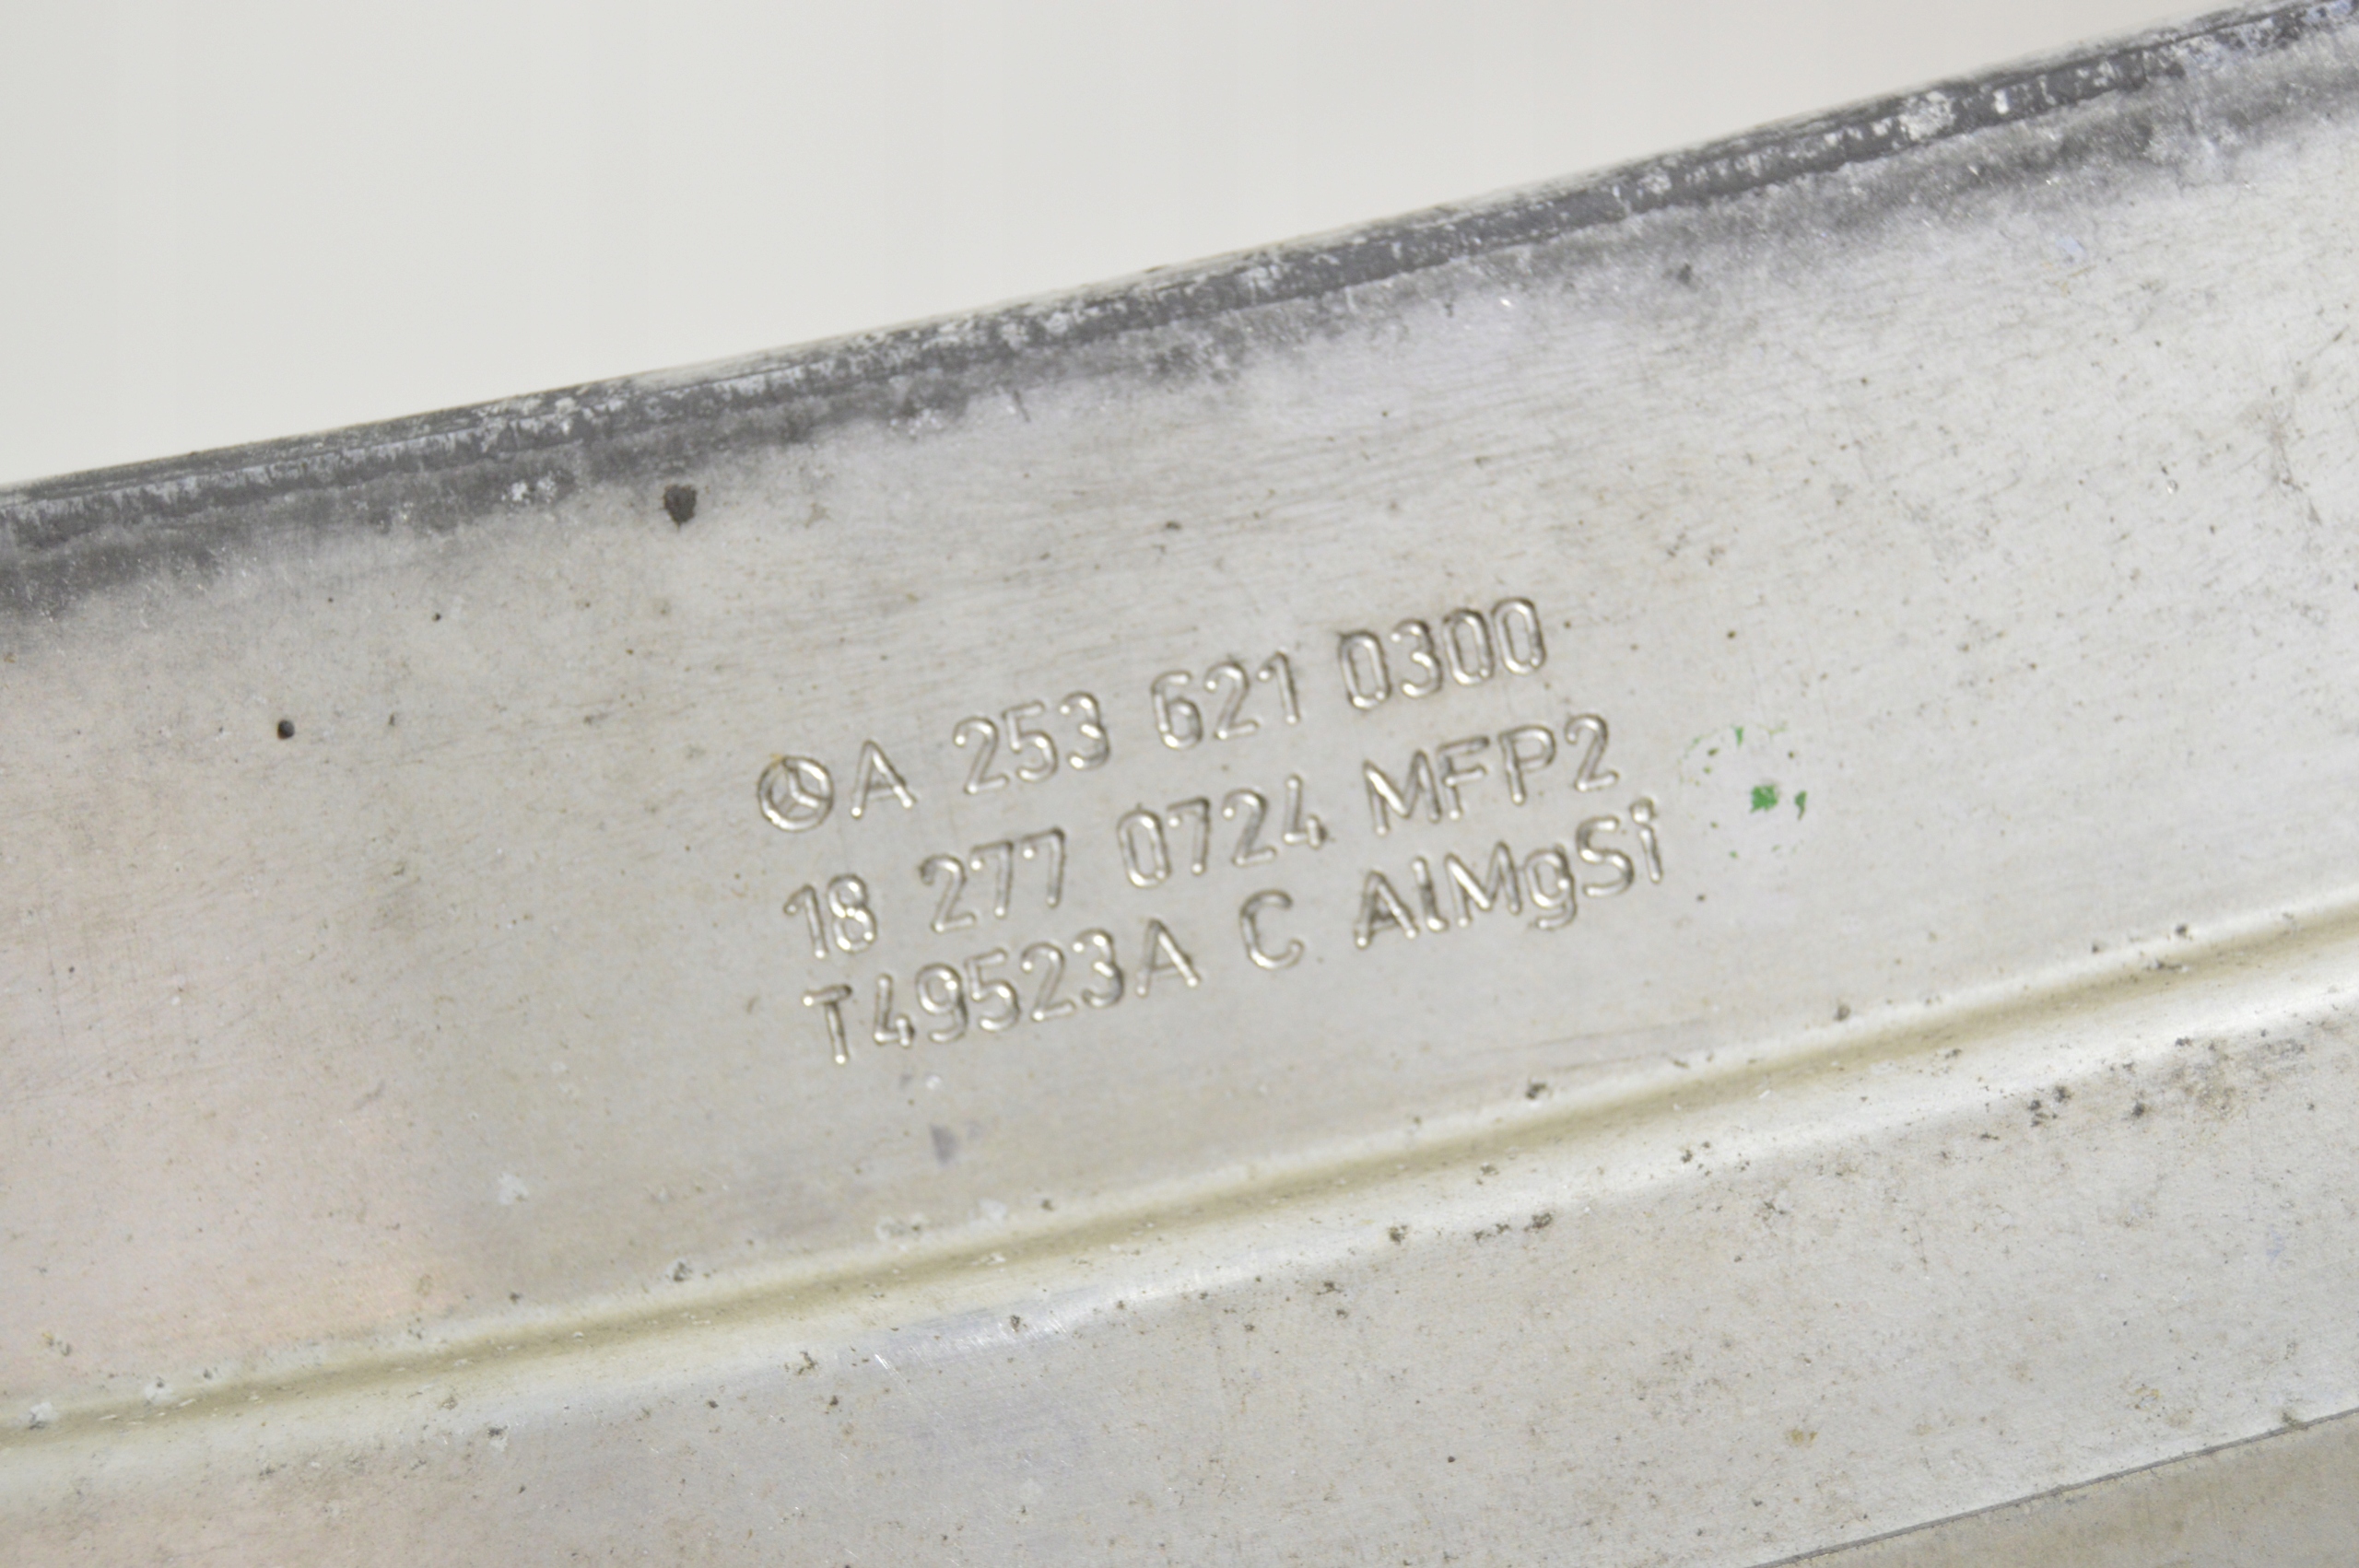 A 253 621 0300
18 277 0724 MFP2
T49523A C AlMgSi